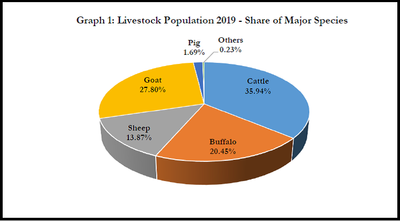 Graph 1: Livestock Population 2019 - Share of Major Species
Pig
1.69%
Others
0.23%
Goat
27.80%
Cattle
35.94%
Sheep
13.87%
Buffalo
20.45%